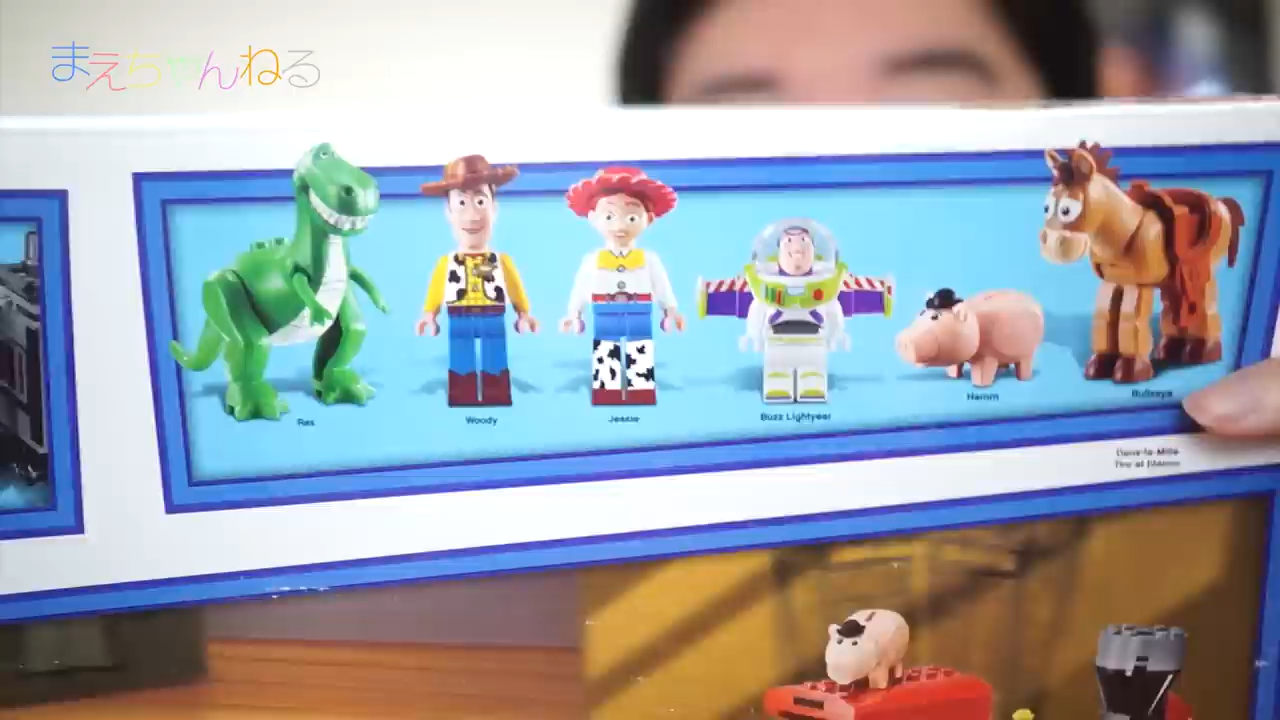 まえちゃんねる
Rex
Woody
Jessie
Buzz Lightyear
Hamm
Bullseye